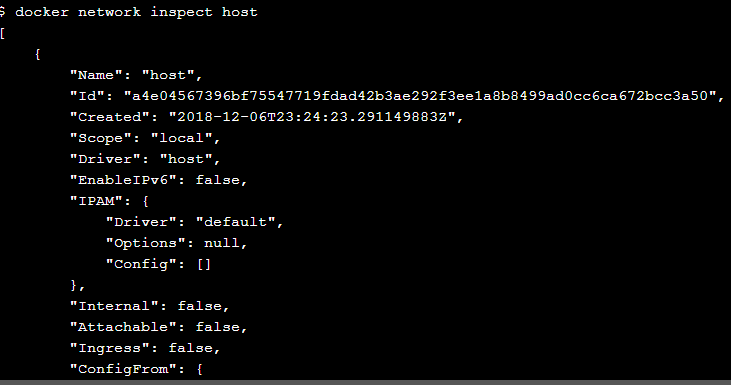 $ docker network inspect host
[
    {
        "Name": "host",
        "Id": "a4e04567396bf75547719fdad42b3ae292f3ee1a8b8499ad0cc6ca672bcc3a50",
        "Created": "2018-12-06T23:24:23.291149883Z",
        "Scope": "local",
        "Driver": "host",
        "EnableIPv6": false,
        "IPAM": {
            "Driver": "default",
            "Options": null,
            "Config": []
        },
        "Internal": false,
        "Attachable": false,
        "Ingress": false,
        "ConfigFrom": {